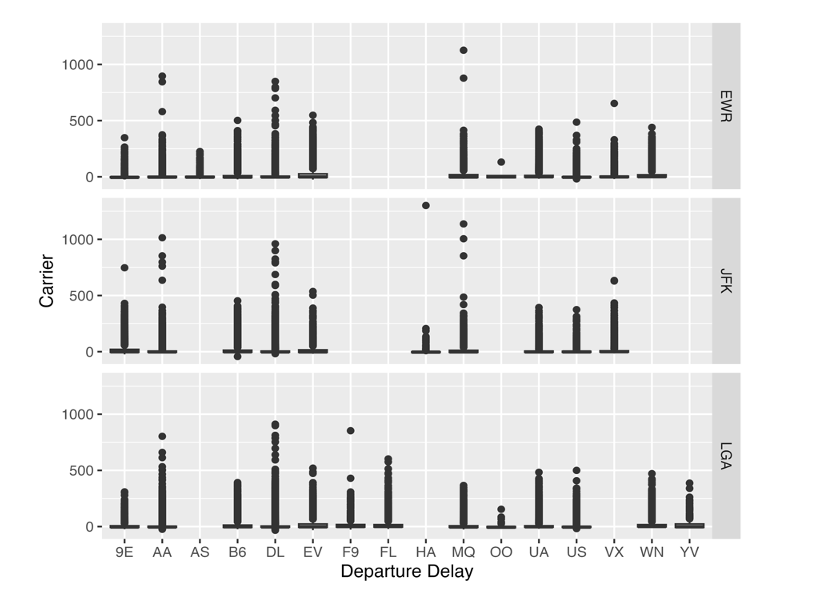 1000
500
0
EWR
1000
500
0
JFK
1000
500
0
LGA
Carrier
9E AA AS B6 DL EV F9 FL HA MQ OO UA US VX WN YV
Departure Delay